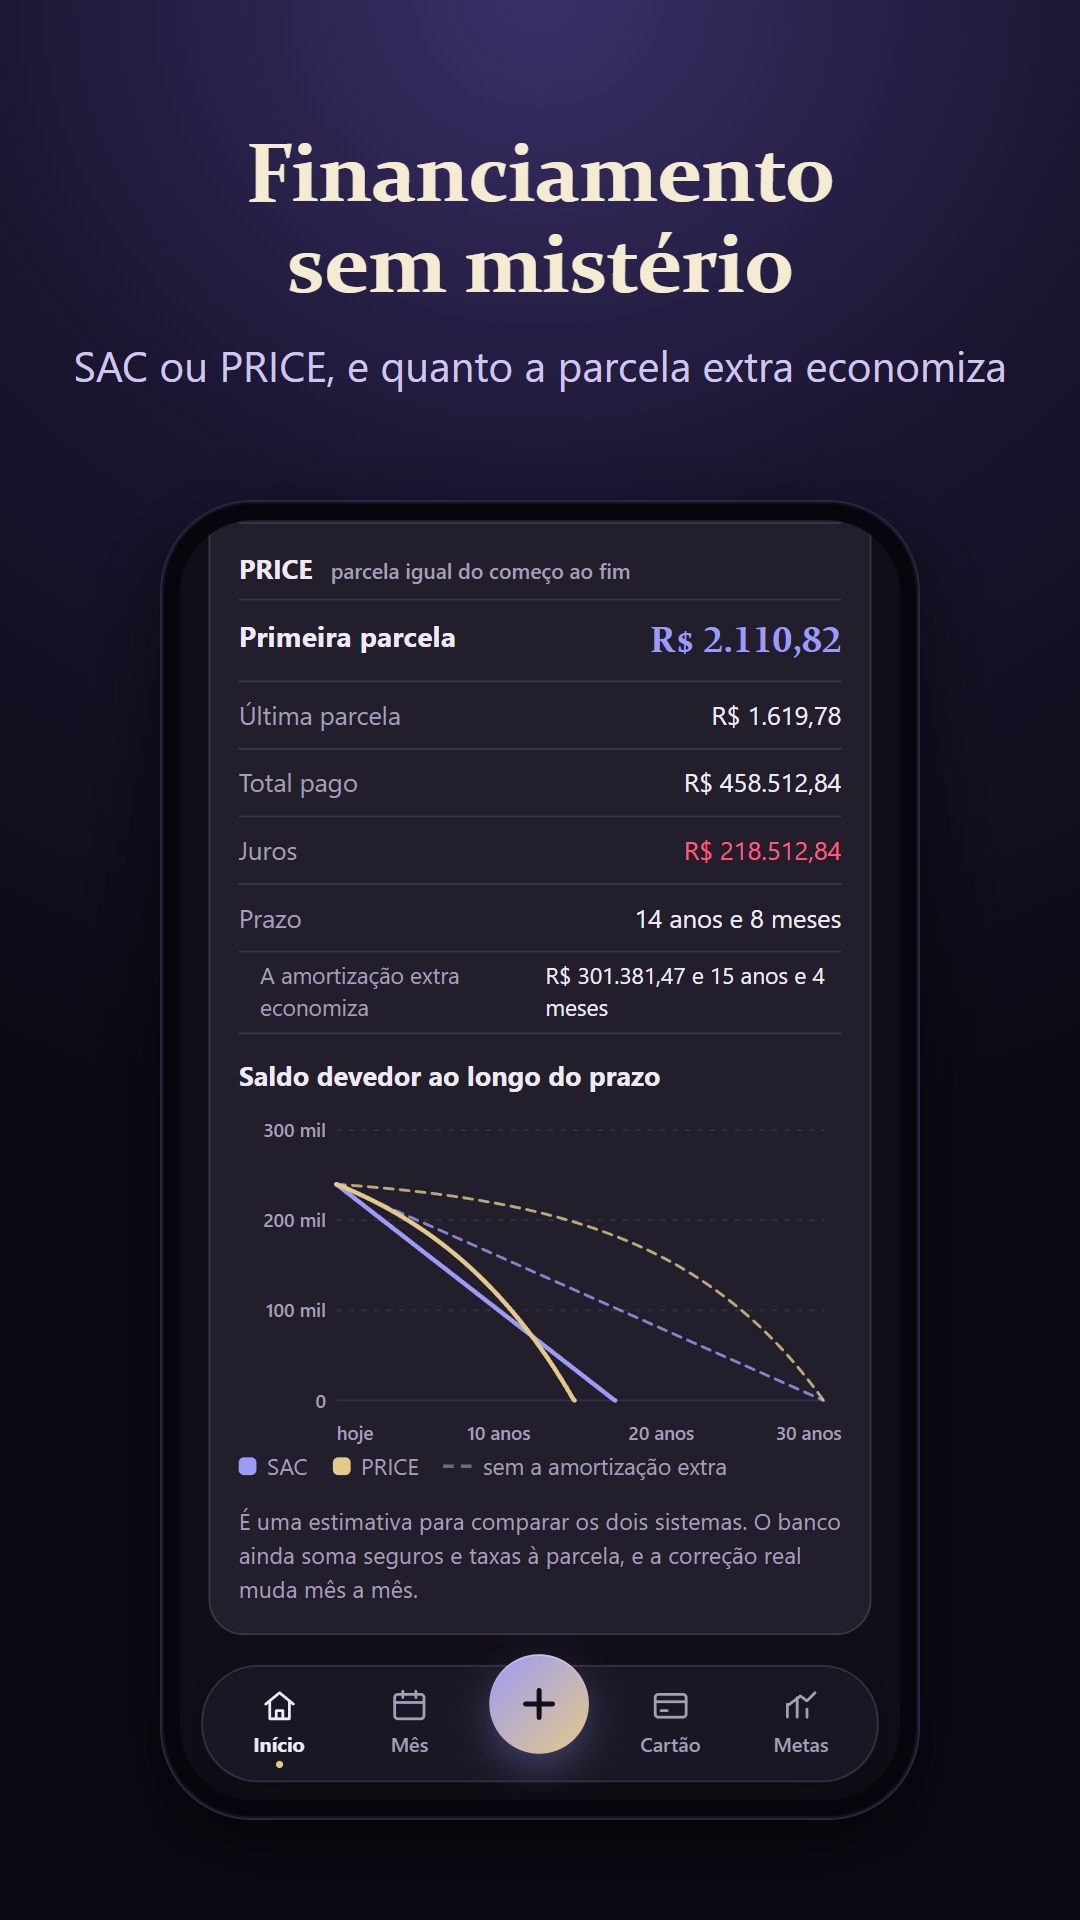 Financiamento
sem mistério
SAC ou PRICE, e quanto a parcela extra economiza
PRICE parcela igual do começo ao fim
Primeira parcela R$ 2.110,82
Última parcela R$ 1.619,78
Total pago R$ 458.512,84
Juros R$ 218.512,84
Prazo 14 anos e 8 meses
A amortização extra R$ 301.381,47 e 15 anos e 4
economiza meses
Saldo devedor ao longo do prazo
300 mil
200 mil
100 mil
0
hoje 10 anos 20 anos 30 anos
SAC PRICE sem a amortização extra
É uma estimativa para comparar os dois sistemas. O banco
ainda soma seguros e taxas à parcela, e a correção real
muda mês a mês.
+
Início Mês Cartão Metas